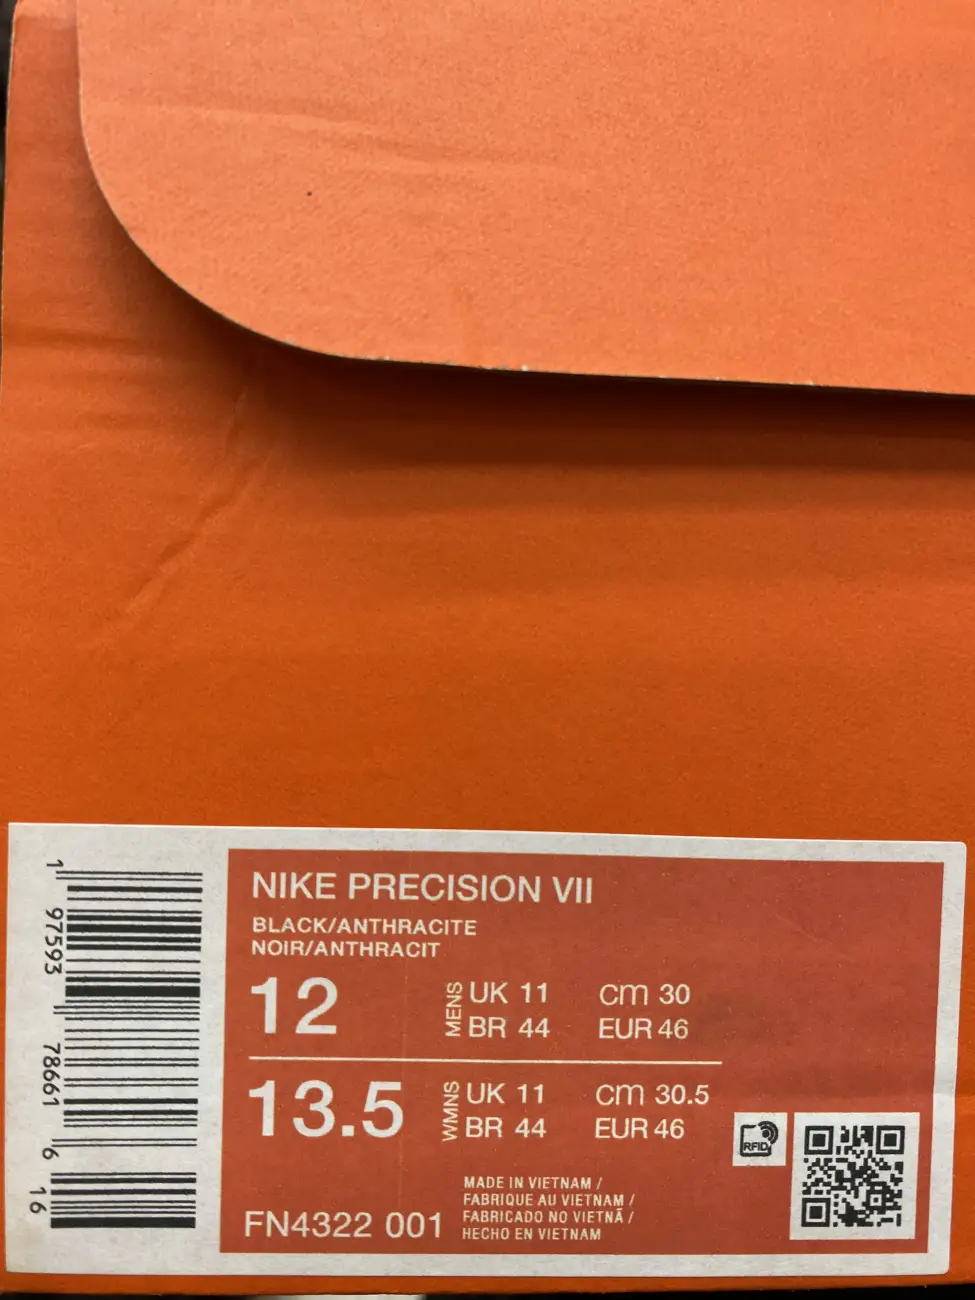 NIKE PRECISION VII
BLACK/ANTHRACITE
NOIR/ANTHRACIT
12 MENS UK 11 cm 30
BR 44 EUR 46
13.5 WMNS UK 11 cm 30.5
BR 44 EUR 46
FN4322 001
MADE IN VIETNAM /
FABRIQUE AU VIETNAM /
FABRICADO NO VIETNÃ /
HECHO EN VIETNAM
RFID
1 97593 78661 6 16